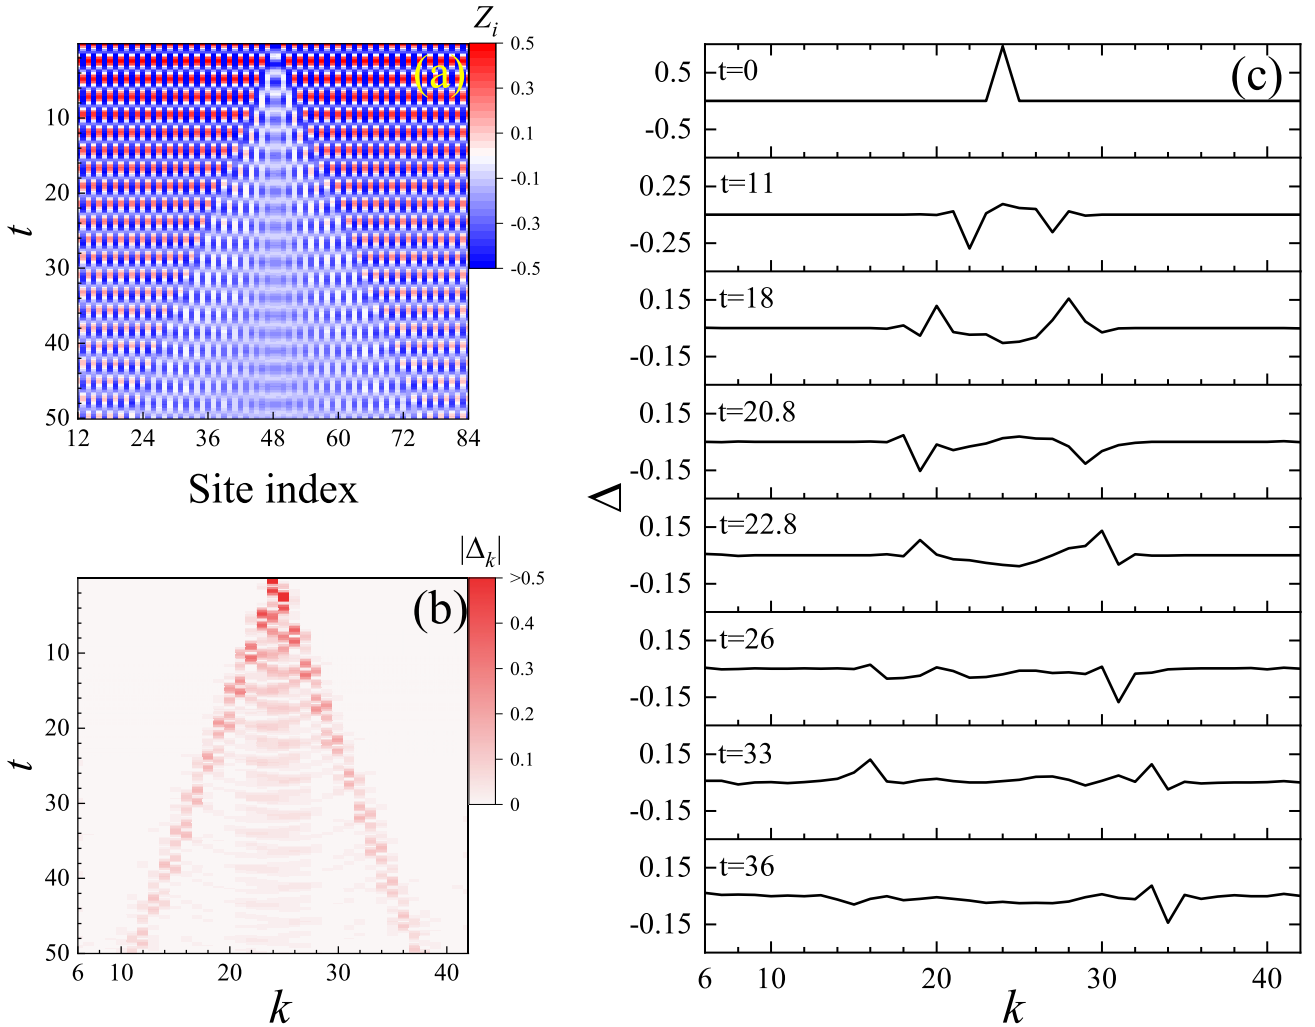 Z_i
(a)
0.5
0.3
0.1
-0.1
-0.3
-0.5
10
20
30
40
50
t
12 24 36 48 60 72 84
Site index
|Δ_k|
(b)
>0.5
0.4
0.3
0.2
0.1
0
10
20
30
40
50
t
6 10 20 30 40
k
(c)
Δ
t=0
0.5
-0.5
t=11
0.25
-0.25
t=18
0.15
-0.15
t=20.8
0.15
-0.15
t=22.8
0.15
-0.15
t=26
0.15
-0.15
t=33
0.15
-0.15
t=36
0.15
-0.15
6 10 20 30 40
k